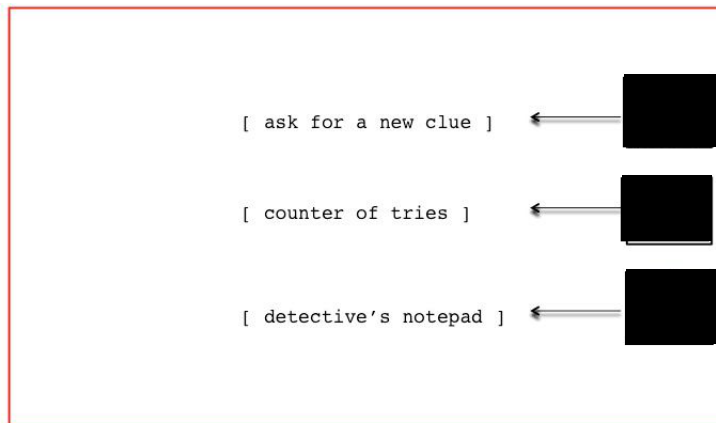 [ ask for a new clue ]
[ counter of tries ]
[ detective’s notepad ]